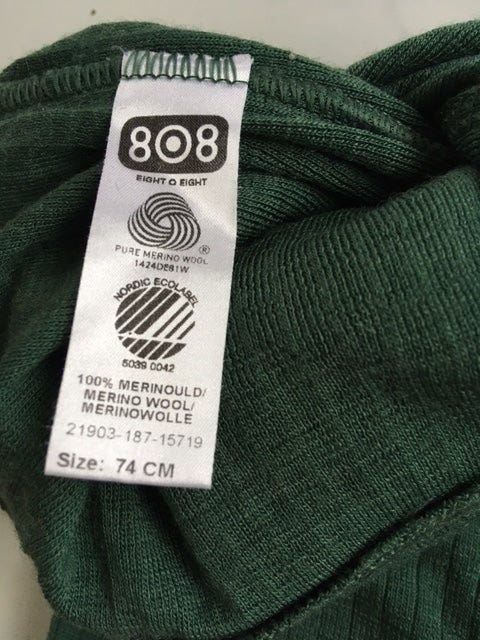 808
EIGHT O EIGHT
PURE MERINO WOOL ®
1424DE81W
NORDIC ECOLABEL
5039 0042
100% MERINOULD/
MERINO WOOL/
MERINOWOLLE
21903-187-15719
Size: 74 CM